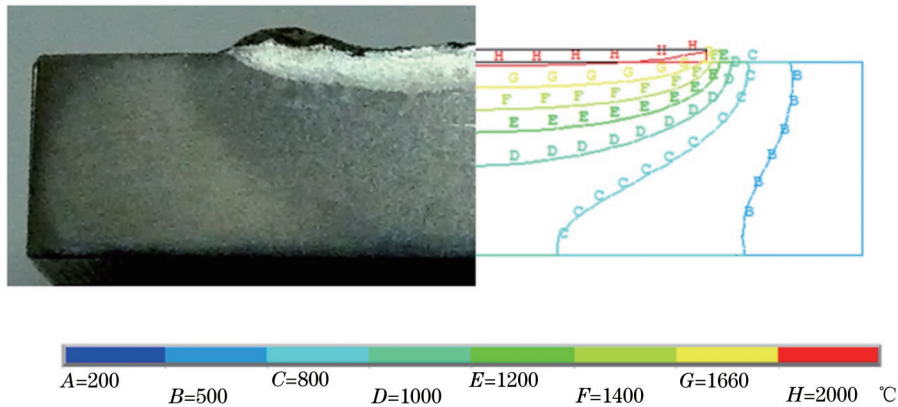 H H H H H H
G G G G G
F F F F F F F
E E E E E E E E E
D D D D D D D D D
C C C C C C C C C C
B B B B B B
A=200
B=500
C=800
D=1000
E=1200
F=1400
G=1660
H=2000 ℃